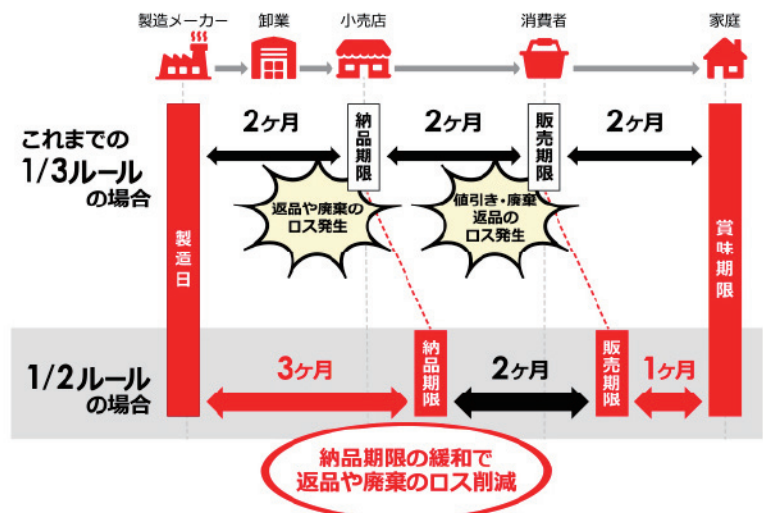 製造メーカー
卸業
小売店
消費者
家庭
これまでの
1/3ルール
の場合
製造日
2ヶ月
納品期限
2ヶ月
販売期限
2ヶ月
賞味期限
返品や廃棄の
ロス発生
値引き・廃棄
返品の
ロス発生
1/2ルール
の場合
3ヶ月
納品期限
2ヶ月
販売期限
1ヶ月
納品期限の緩和で
返品や廃棄のロス削減